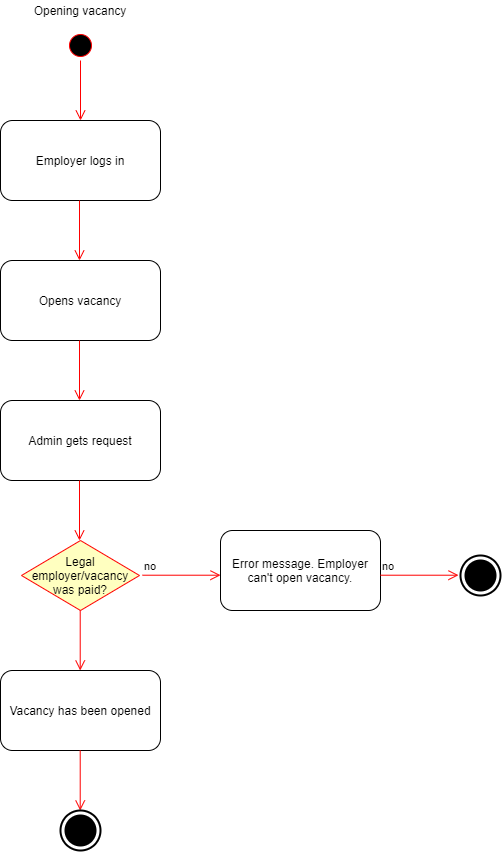 Opening vacancy
Employer logs in
Opens vacancy
Admin gets request
Legal
employer/vacancy
was paid?
no
Error message. Employer
can't open vacancy.
no
Vacancy has been opened